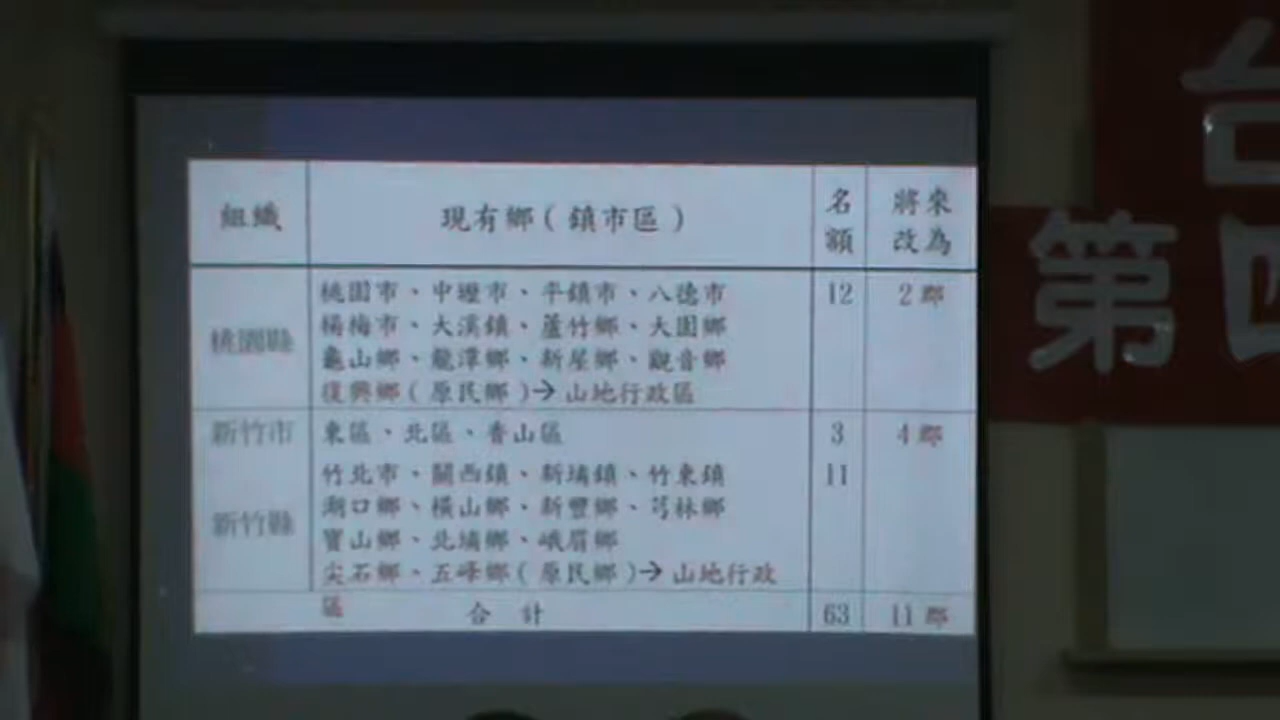 台
第四
組織 現有鄉(鎮市區) 名額 將來改為
桃園市、中壢市、平鎮市、八德市 12 2郡
楊梅市、大溪鎮、蘆竹鄉、大園鄉
桃園縣
龜山鄉、龍潭鄉、新屋鄉、觀音鄉
復興鄉(原民鄉)→山地行政區
新竹市 東區、北區、香山區 3 4郡
竹北市、關西鎮、新埔鎮、竹東鎮 11
湖口鄉、橫山鄉、新豐鄉、芎林鄉
新竹縣
寶山鄉、北埔鄉、峨眉鄉
尖石鄉、五峰鄉(原民鄉)→山地行政
區 合計 63 11郡